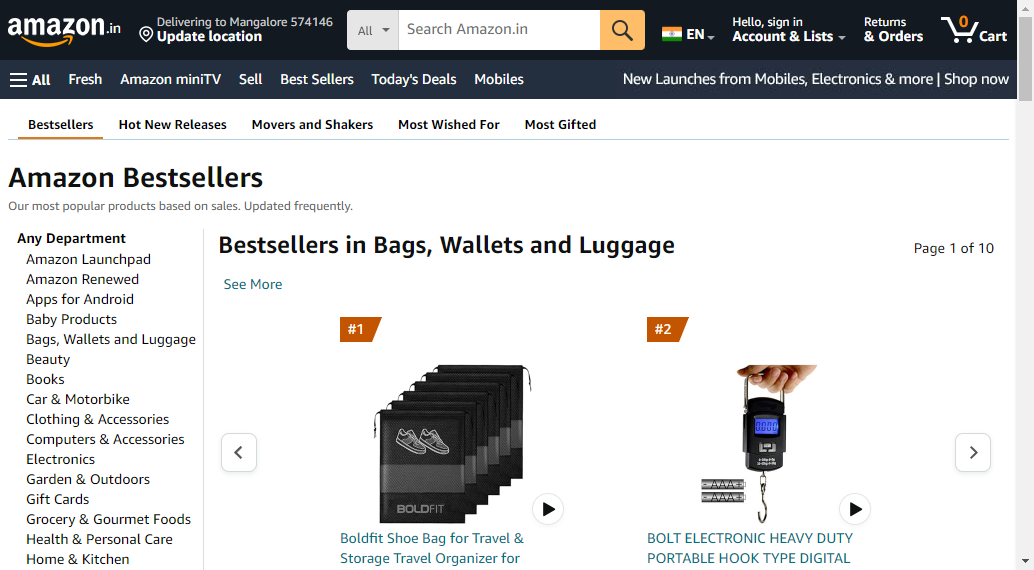 amazon.in
Delivering to Mangalore 574146
Update location
All
Search Amazon.in
EN
Hello, sign in
Account & Lists
Returns
& Orders
0
Cart
All
Fresh
Amazon miniTV
Sell
Best Sellers
Today's Deals
Mobiles
New Launches from Mobiles, Electronics & more | Shop now
Bestsellers
Hot New Releases
Movers and Shakers
Most Wished For
Most Gifted
Amazon Bestsellers
Our most popular products based on sales. Updated frequently.
Any Department
Amazon Launchpad
Amazon Renewed
Apps for Android
Baby Products
Bags, Wallets and Luggage
Beauty
Books
Car & Motorbike
Clothing & Accessories
Computers & Accessories
Electronics
Garden & Outdoors
Gift Cards
Grocery & Gourmet Foods
Health & Personal Care
Home & Kitchen
Bestsellers in Bags, Wallets and Luggage
Page 1 of 10
See More
#1
BOLDFIT
Boldfit Shoe Bag for Travel &
Storage Travel Organizer for
#2
0.000
AAA
AAA
BOLT ELECTRONIC HEAVY DUTY
PORTABLE HOOK TYPE DIGITAL